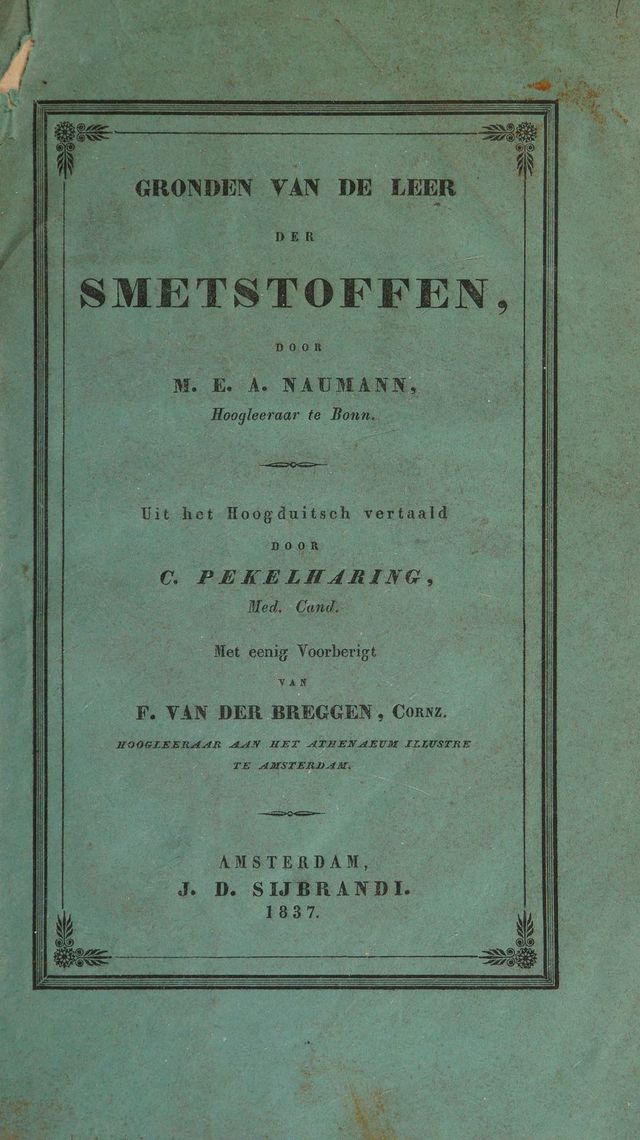 GRONDEN VAN DE LEER
DER
SMETSTOFFEN,
DOOR
M. E. A. NAUMANN,
Hoogleeraar te Bonn.
Uit het Hoogduitsch vertaald
DOOR
C. PEKELHARING,
Med. Cand.
Met eenig Voorberigt
VAN
F. VAN DER BREGGEN, CORNZ.
HOOGLEERAAR AAN HET ATHENAEUM ILLUSTRE
TE AMSTERDAM.
AMSTERDAM,
J. D. SIJBRANDI.
1837.